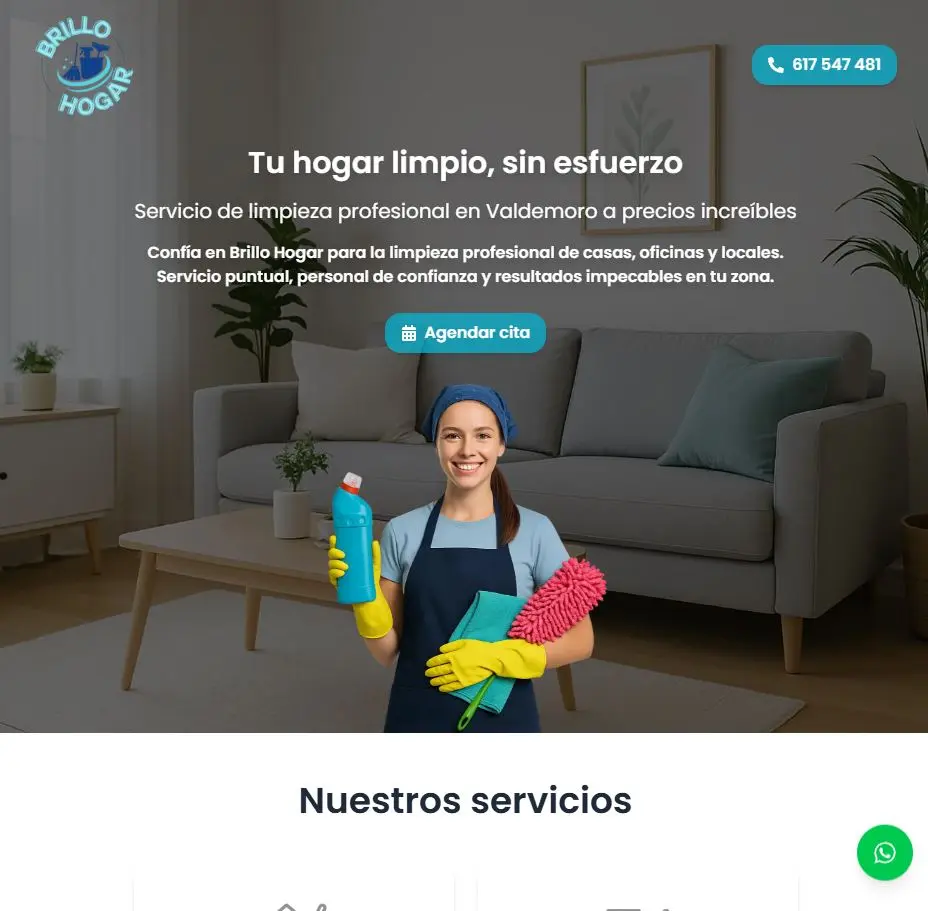 BRILLO
HOGAR
617 547 481
Tu hogar limpio, sin esfuerzo
Servicio de limpieza profesional en Valdemoro a precios increíbles
Confía en Brillo Hogar para la limpieza profesional de casas, oficinas y locales.
Servicio puntual, personal de confianza y resultados impecables en tu zona.
Agendar cita
Nuestros servicios